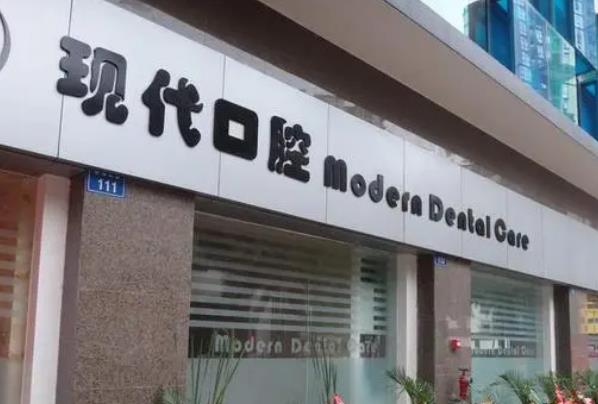 现代口腔 Modern Dental Care
111
Modern Dental Care